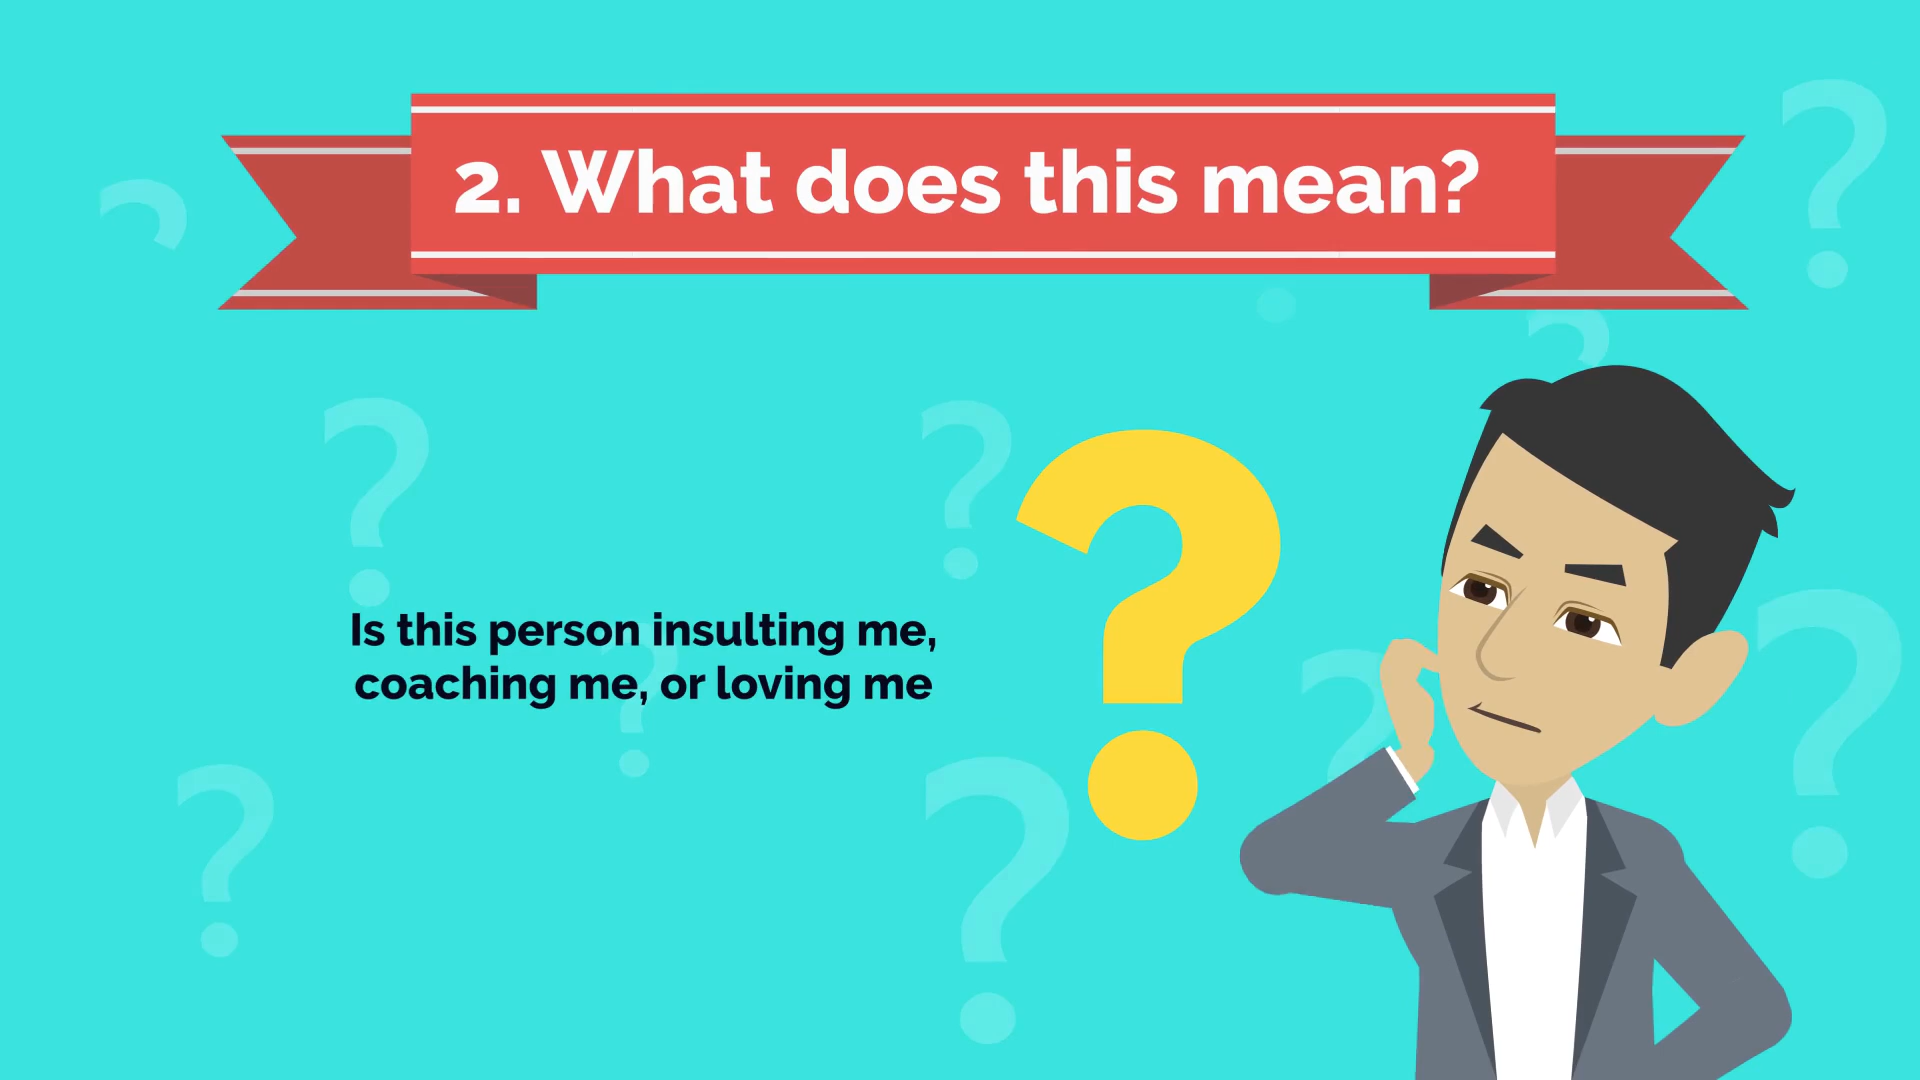 2. What does this mean?
Is this person insulting me,
coaching me, or loving me
?